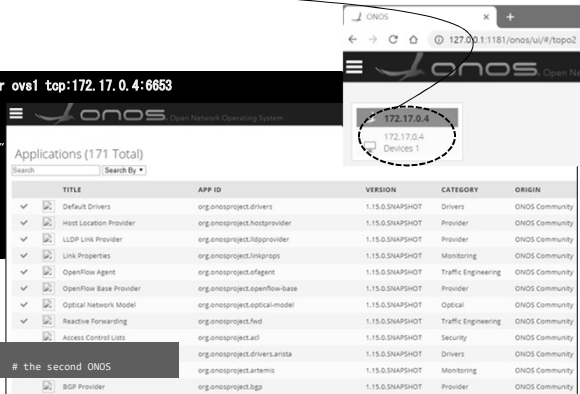 ONOS
127.0.0.1:1181/onos/ui/#/topo2
onos Open Ne
172.17.0.4
172.17.0.4
Devices 1
r ovs1 tcp:172.17.0.4:6653
onos Open Network Operating System
Applications (171 Total)
Search Search By
TITLE APP ID VERSION CATEGORY ORIGIN
Default Drivers org.onosproject.drivers 1.15.0.SNAPSHOT Drivers ONOS Community
Host Location Provider org.onosproject.hostprovider 1.15.0.SNAPSHOT Provider ONOS Community
LLDP Link Provider org.onosproject.lldpprovider 1.15.0.SNAPSHOT Provider ONOS Community
Link Properties org.onosproject.linkprops 1.15.0.SNAPSHOT Monitoring ONOS Community
OpenFlow Agent org.onosproject.ofagent 1.15.0.SNAPSHOT Traffic Engineering ONOS Community
OpenFlow Base Provider org.onosproject.openflow-base 1.15.0.SNAPSHOT Provider ONOS Community
Optical Network Model org.onosproject.optical-model 1.15.0.SNAPSHOT Optical ONOS Community
Reactive Forwarding org.onosproject.fwd 1.15.0.SNAPSHOT Traffic Engineering ONOS Community
Access Control Lists org.onosproject.acl 1.15.0.SNAPSHOT Security ONOS Community
org.onosproject.drivers.arista 1.15.0.SNAPSHOT Drivers ONOS Community
# the second ONOS org.onosproject.artemis 1.15.0.SNAPSHOT Monitoring ONOS Community
BGP Provider org.onosproject.bgp 1.15.0.SNAPSHOT Provider ONOS Community